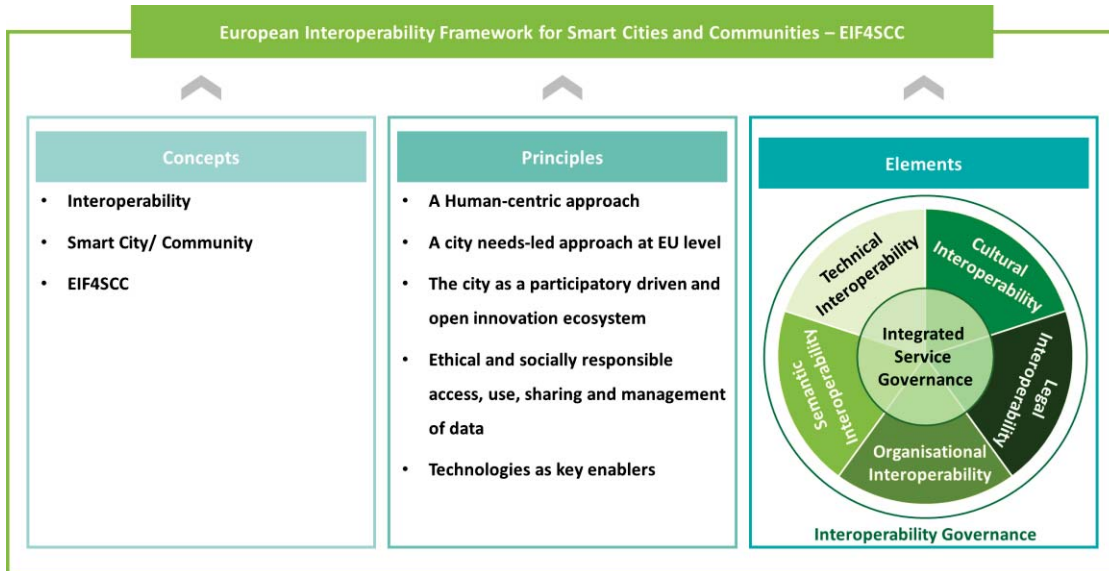 European Interoperability Framework for Smart Cities and Communities – EIF4SCC
Concepts
• Interoperability
• Smart City/ Community
• EIF4SCC
Principles
• A Human-centric approach
• A city needs-led approach at EU level
• The city as a participatory driven and
open innovation ecosystem
• Ethical and socially responsible
access, use, sharing and management
of data
• Technologies as key enablers
Elements
Technical
Interoperability
Cultural
Interoperability
Legal
Interoperability
Organisational
Interoperability
Semantic
Interoperability
Integrated
Service
Governance
Interoperability Governance